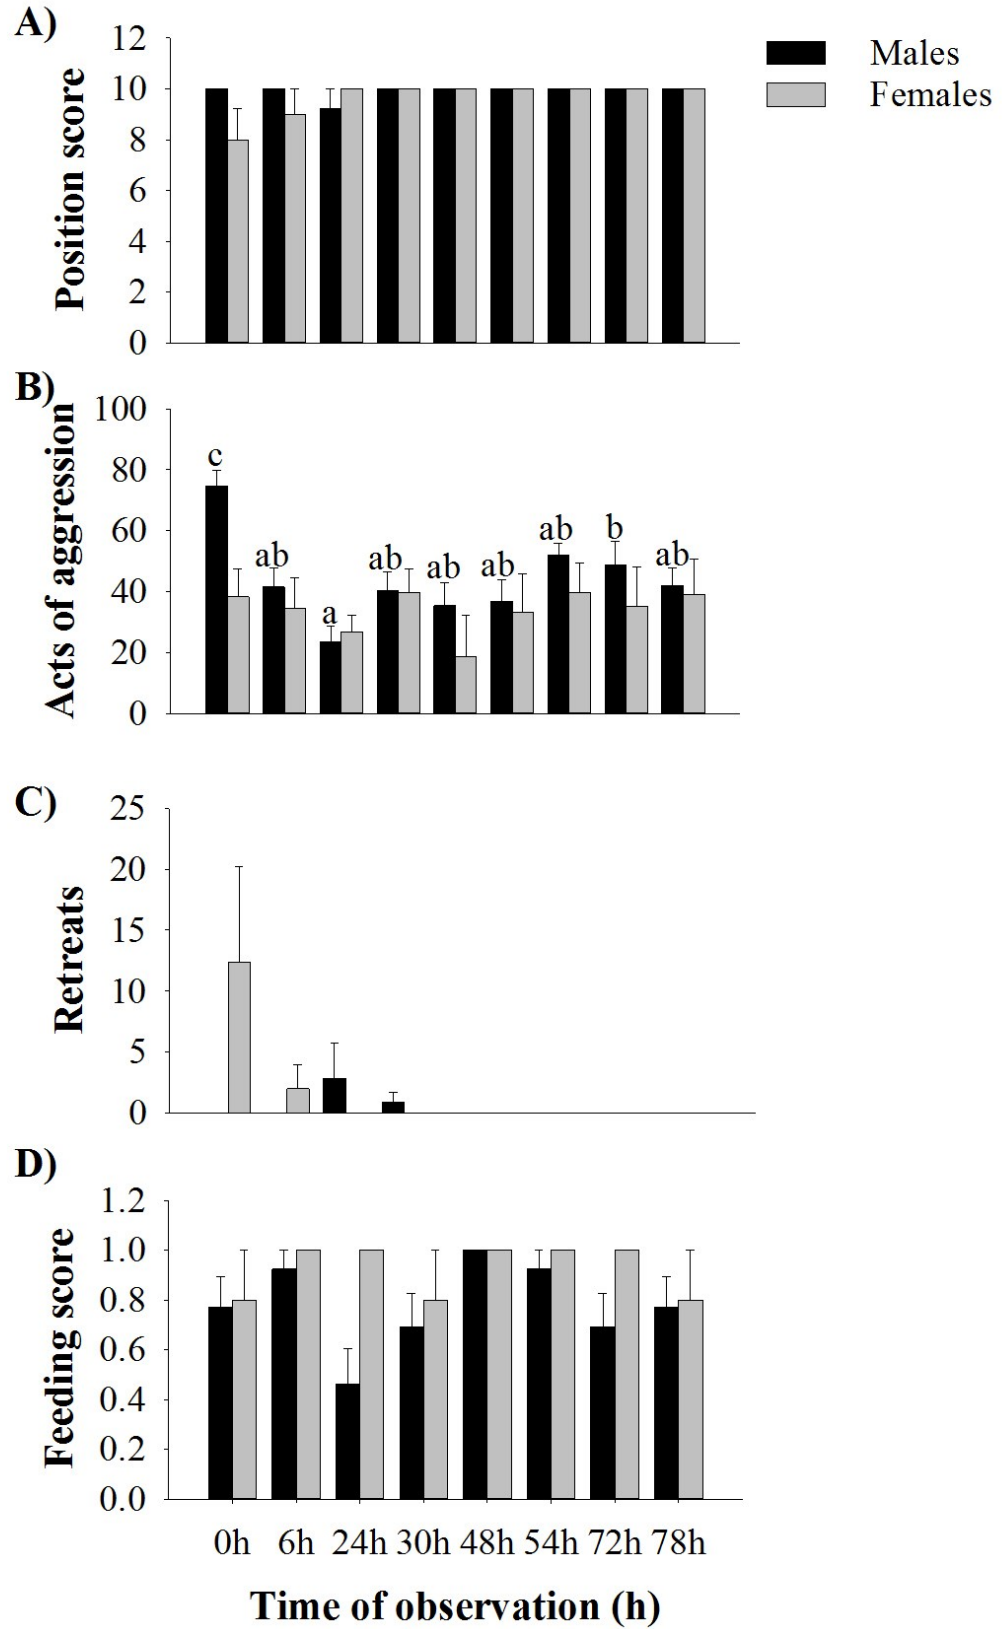 A)
Position score
12
10
8
6
4
2
0
Males
Females
B)
Acts of aggression
100
80
60
40
20
0
c
ab
a
ab
ab
ab
ab
b
ab
C)
Retreats
25
20
15
10
5
0
D)
Feeding score
1.2
1.0
0.8
0.6
0.4
0.2
0.0
0h 6h 24h 30h 48h 54h 72h 78h
Time of observation (h)